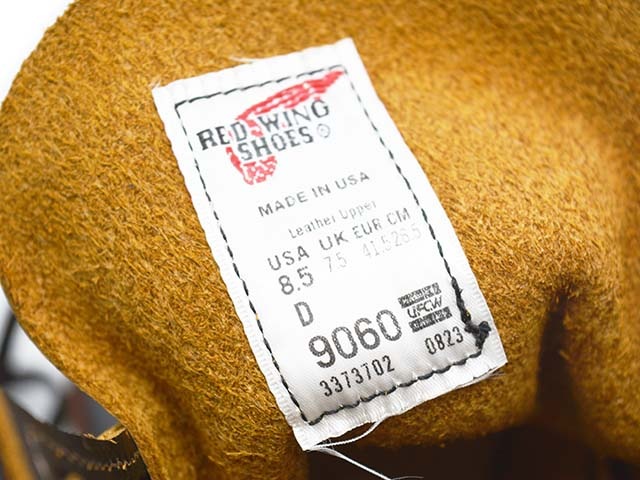 RED WING
SHOES ®
MADE IN USA
Leather Upper
USA UK EUR CM
8.5 7.5 41.5 26.5
D
9060 UFCW
3373702 0823